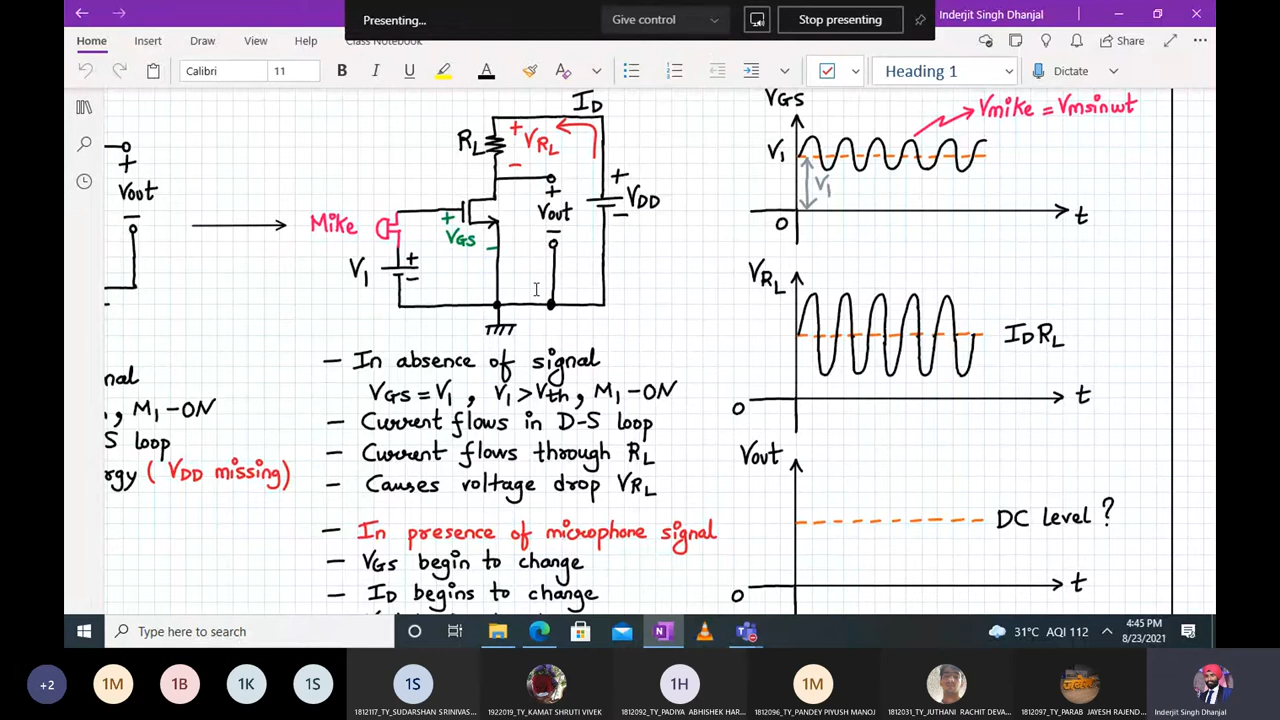 Presenting...
Give control
Stop presenting
Inderjit Singh Dhanjal
Home Insert Draw View Help Class Notebook
Share
Calibri 11 B I U A
Heading 1
Dictate
ID
RL
+ VRL −
+
Vout
−
Mike
+ VGS −
V1
+
−
+
Vout
−
+
VDD
−
VGS
Vmike = Vmsinwt
V1
V1
0
t
VRL
IDRL
0
t
Vout
DC level ?
0
t
nal
, M1-ON
S loop
rgy ( VDD missing)
- In absence of signal
VGS = V1 , V1 > Vth , M1-ON
- Current flows in D-S loop
- Current flows through RL
- Causes voltage drop VRL
- In presence of microphone signal
- VGS begin to change
- ID begins to change
Type here to search
31°C AQI 112
4:45 PM
8/23/2021
+2
1M
1B
1K
1S
1S
1H
1M
1812117_TY_SUDARSHAN SRINIVAS...
1922019_TY_KAMAT SHRUTI VIVEK
1812092_TY_PADIYA ABHISHEK HAR...
1812096_TY_PANDEY PIYUSH MANOJ
1812031_TY_JUTHANI RACHIT DEVA...
1812097_TY_PARAB JAYESH RAJEND...
Inderjit Singh Dhanjal